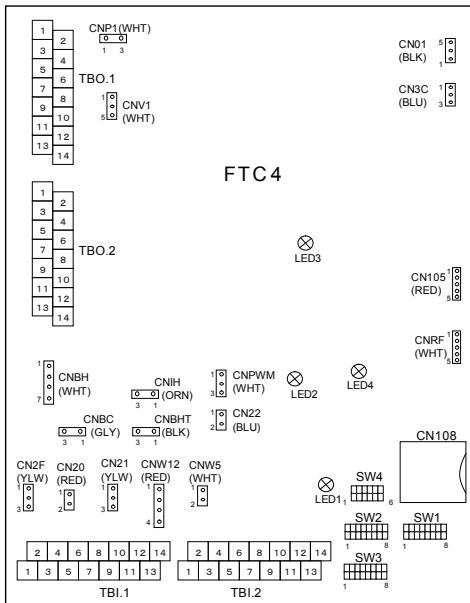 CNP1(WHT)
1 3
1
2
3
4
5
6
7
8
9
10
11
12
13
14
TBO.1
1
5
CNV1
(WHT)
CN01
(BLK)
5
1
CN3C
(BLU)
1
3
FTC4
1
2
3
4
5
6
7
8
9
10
11
12
13
14
TBO.2
LED3
CN105
(RED)
1
5
CNRF
(WHT)
1
5
1
7
CNBH
(WHT)
CNIH
(ORN)
3 1
1
3
CNPWM
(WHT)
LED2
LED4
CNBC
(GLY)
3 1
CNBHT
(BLK)
3 1
1
2
CN22
(BLU)
CN108
CN2F
(YLW)
1
3
CN20
(RED)
1
2
CN21
(YLW)
1
3
CNW12
(RED)
1
4
CNW5
(WHT)
1
2
LED1
SW4
1 6
SW2
1 8
SW1
1 8
SW3
1 8
2 4 6 8 10 12 14
1 3 5 7 9 11 13
TBI.1
2 4 6 8 10 12 14
1 3 5 7 9 11 13
TBI.2